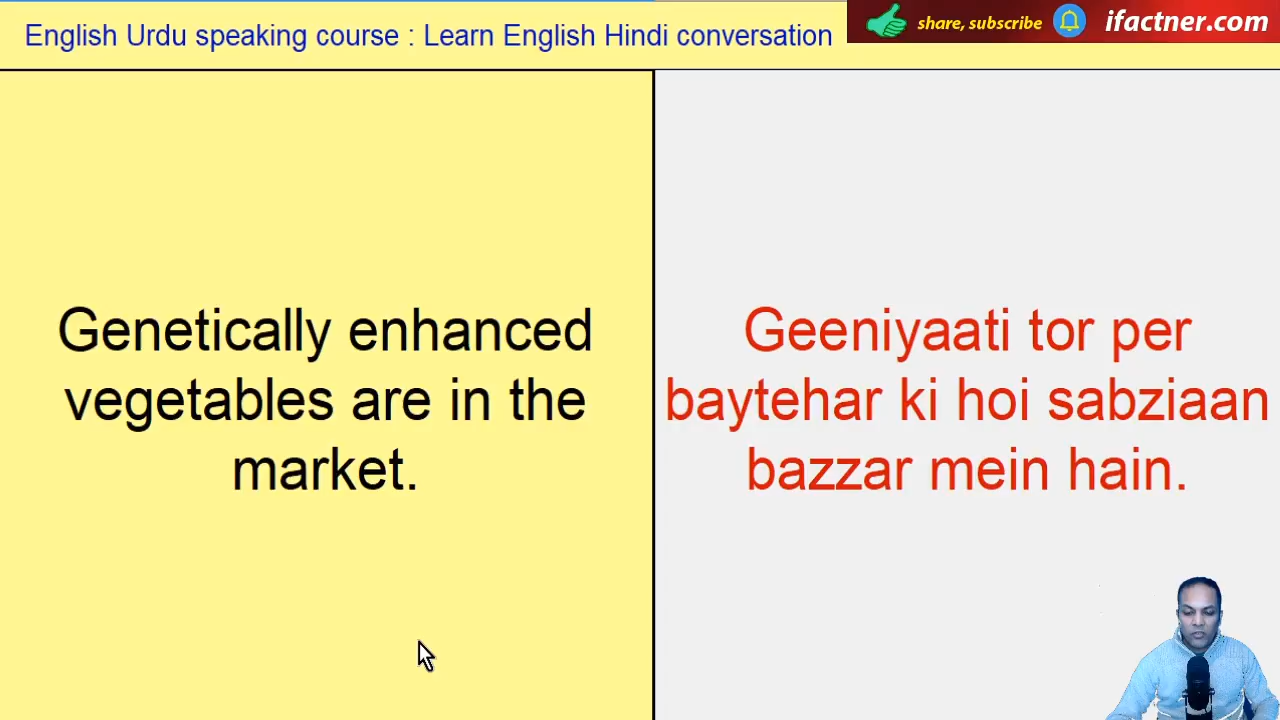 English Urdu speaking course : Learn English Hindi conversation
share, subscribe
ifactner.com
Genetically enhanced
vegetables are in the
market.
Geeniyaati tor per
baytehar ki hoi sabziaan
bazzar mein hain.